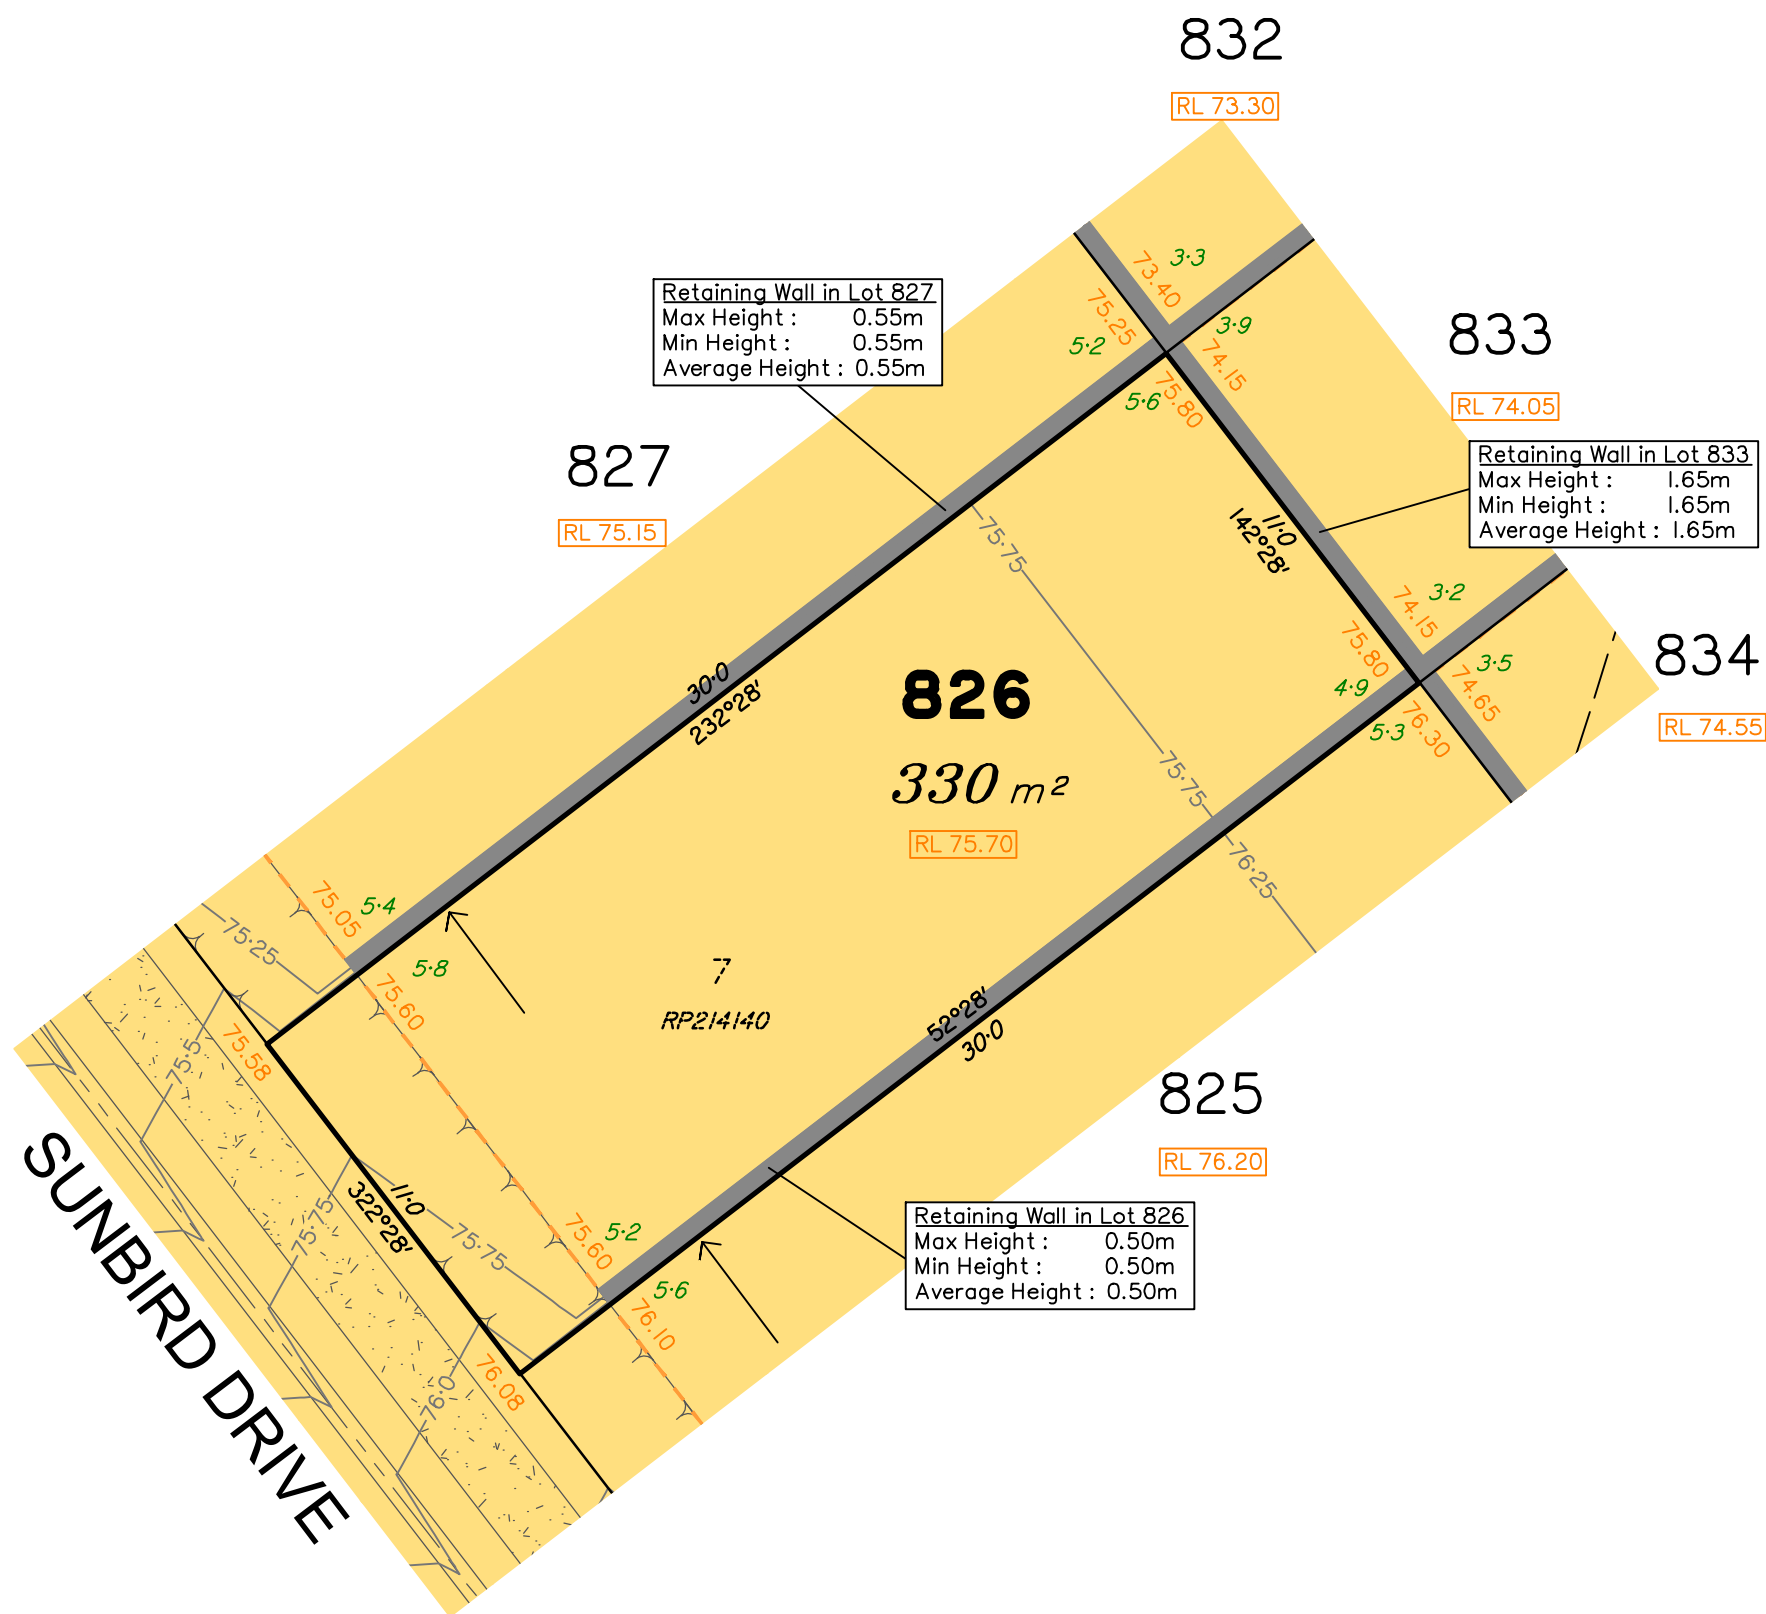 832
RL 73.30
3·3
73.40
75.25
5·2
3·9
74.15
75.80
5·6
833
RL 74.05
Retaining Wall in Lot 827
Max Height : 0.55m
Min Height : 0.55m
Average Height : 0.55m
827
RL 75.15
Retaining Wall in Lot 833
Max Height : 1.65m
Min Height : 1.65m
Average Height : 1.65m
11·0
142°28'
75·75
3·2
74.15
75.80
4·9
3·5
74.65
76.30
5·3
834
RL 74.55
30·0
232°28'
826
330 m²
RL 75.70
75·75
76·25
75.05
5·4
75·25
75.60
5·8
7
RP214140
52°28'
30·0
75.58
75·5
825
RL 76.20
SUNBIRD DRIVE
11·0
322°28'
75·75
75·75
75.60
5·2
5·6
76.10
Retaining Wall in Lot 826
Max Height : 0.50m
Min Height : 0.50m
Average Height : 0.50m
76·0
76.08